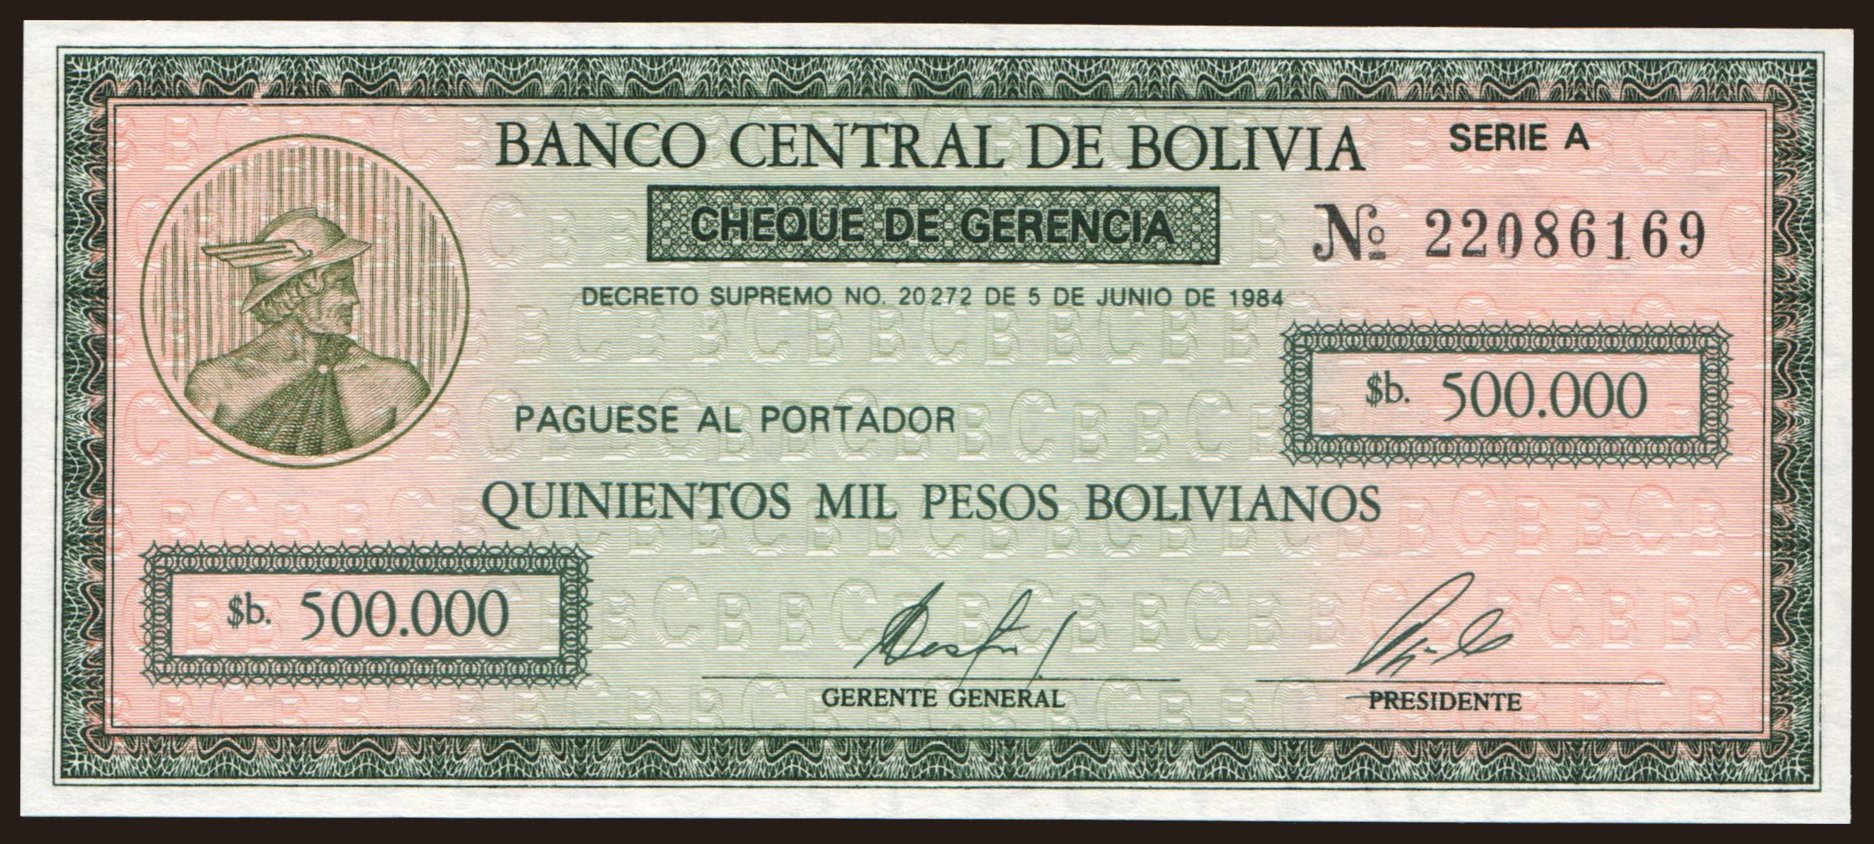 BANCO CENTRAL DE BOLIVIA
SERIE A
CHEQUE DE GERENCIA
Nº 22086169
DECRETO SUPREMO NO. 20272 DE 5 DE JUNIO DE 1984
$b. 500.000
PAGUESE AL PORTADOR
QUINIENTOS MIL PESOS BOLIVIANOS
$b. 500.000
GERENTE GENERAL
PRESIDENTE